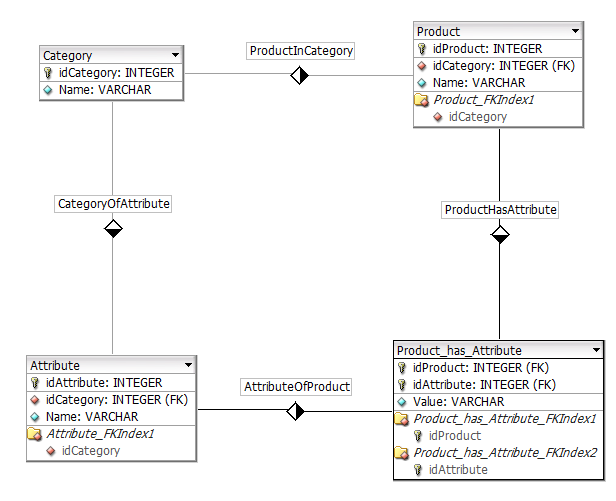 Category
idCategory: INTEGER
Name: VARCHAR
ProductInCategory
Product
idProduct: INTEGER
idCategory: INTEGER (FK)
Name: VARCHAR
Product_FKIndex1
idCategory
CategoryOfAttribute
ProductHasAttribute
Attribute
idAttribute: INTEGER
idCategory: INTEGER (FK)
Name: VARCHAR
Attribute_FKIndex1
idCategory
AttributeOfProduct
Product_has_Attribute
idProduct: INTEGER (FK)
idAttribute: INTEGER (FK)
Value: VARCHAR
Product_has_Attribute_FKIndex1
idProduct
Product_has_Attribute_FKIndex2
idAttribute